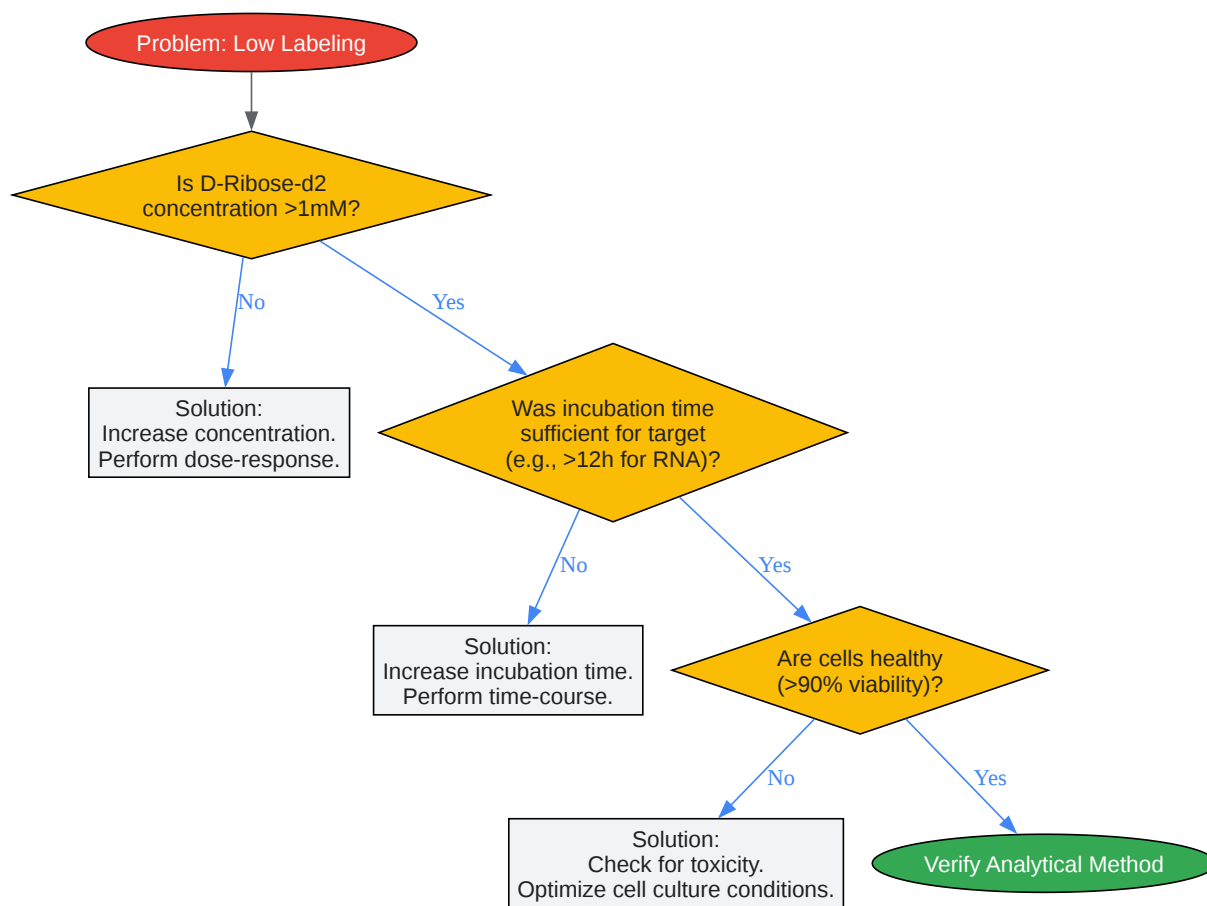 Problem: Low Labeling
Is D-Ribose-d2
concentration >1mM?
No
Yes
Solution:
Increase concentration.
Perform dose-response.
Was incubation time
sufficient for target
(e.g., >12h for RNA)?
No
Yes
Solution:
Increase incubation time.
Perform time-course.
Are cells healthy
(>90% viability)?
No
Yes
Solution:
Check for toxicity.
Optimize cell culture conditions.
Verify Analytical Method